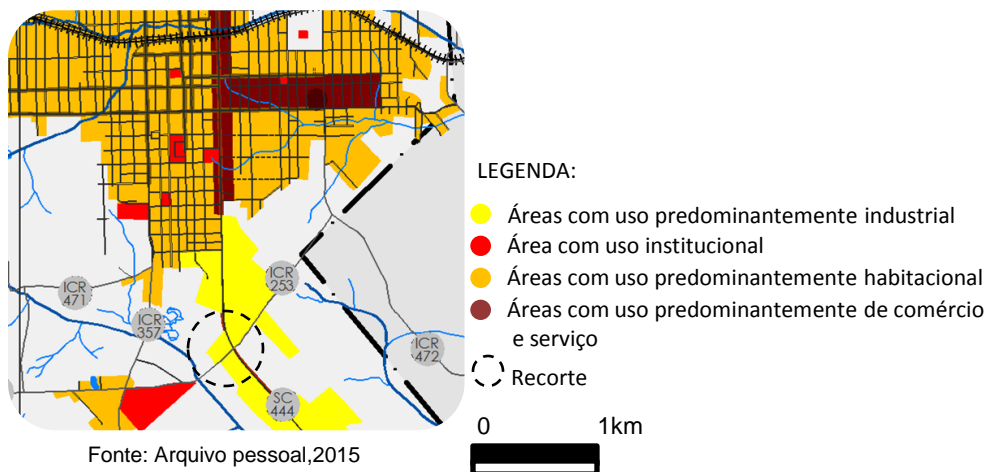 ICR
471
ICR
357
ICR
253
ICR
472
SC
444
Fonte: Arquivo pessoal,2015
LEGENDA:
Áreas com uso predominantemente industrial
Área com uso institucional
Áreas com uso predominantemente habitacional
Áreas com uso predominantemente de comércio
e serviço
Recorte
0 1km